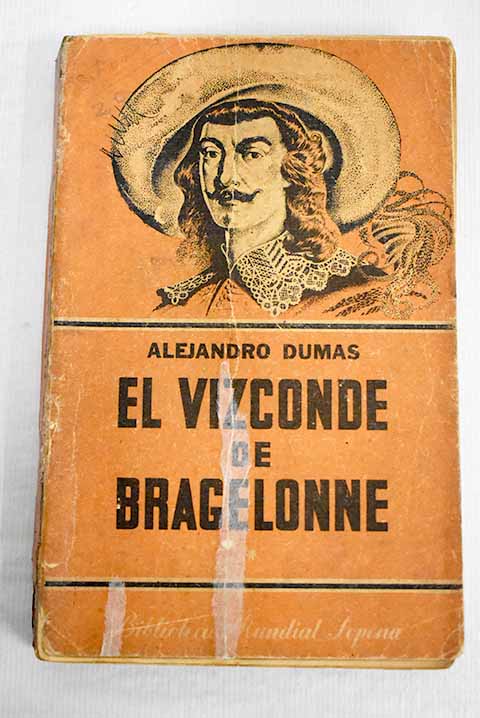 ALEJANDRO DUMAS
EL VIZCONDE
DE
BRAGELONNE
Biblioteca Mundial Sopena